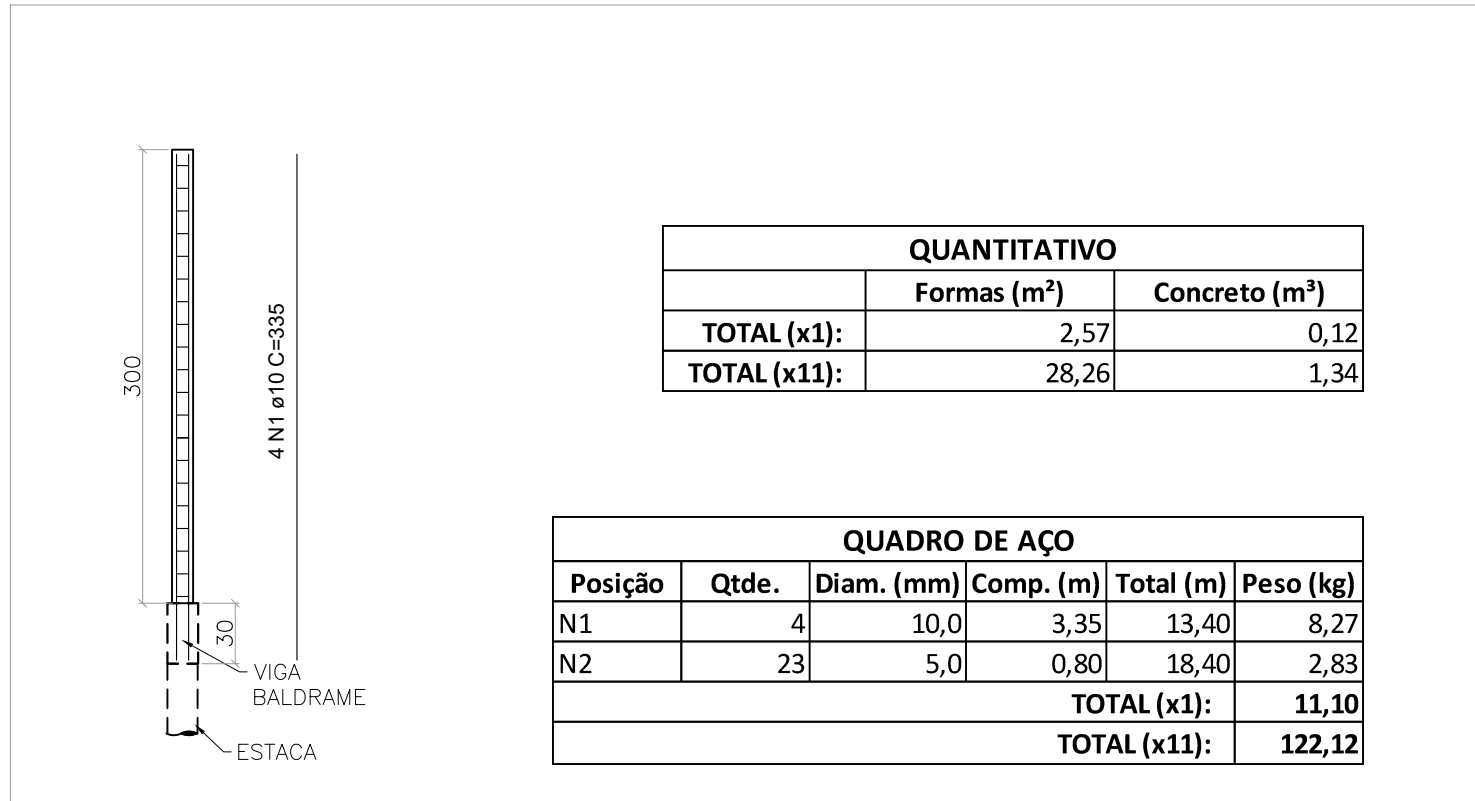 300
4 N1 ø10 C=335
30
VIGA
BALDRAME
ESTACA
QUANTITATIVO
Formas (m²) Concreto (m³)
TOTAL (x1): 2,57 0,12
TOTAL (x11): 28,26 1,34
QUADRO DE AÇO
Posição Qtde. Diam. (mm) Comp. (m) Total (m) Peso (kg)
N1 4 10,0 3,35 13,40 8,27
N2 23 5,0 0,80 18,40 2,83
TOTAL (x1): 11,10
TOTAL (x11): 122,12